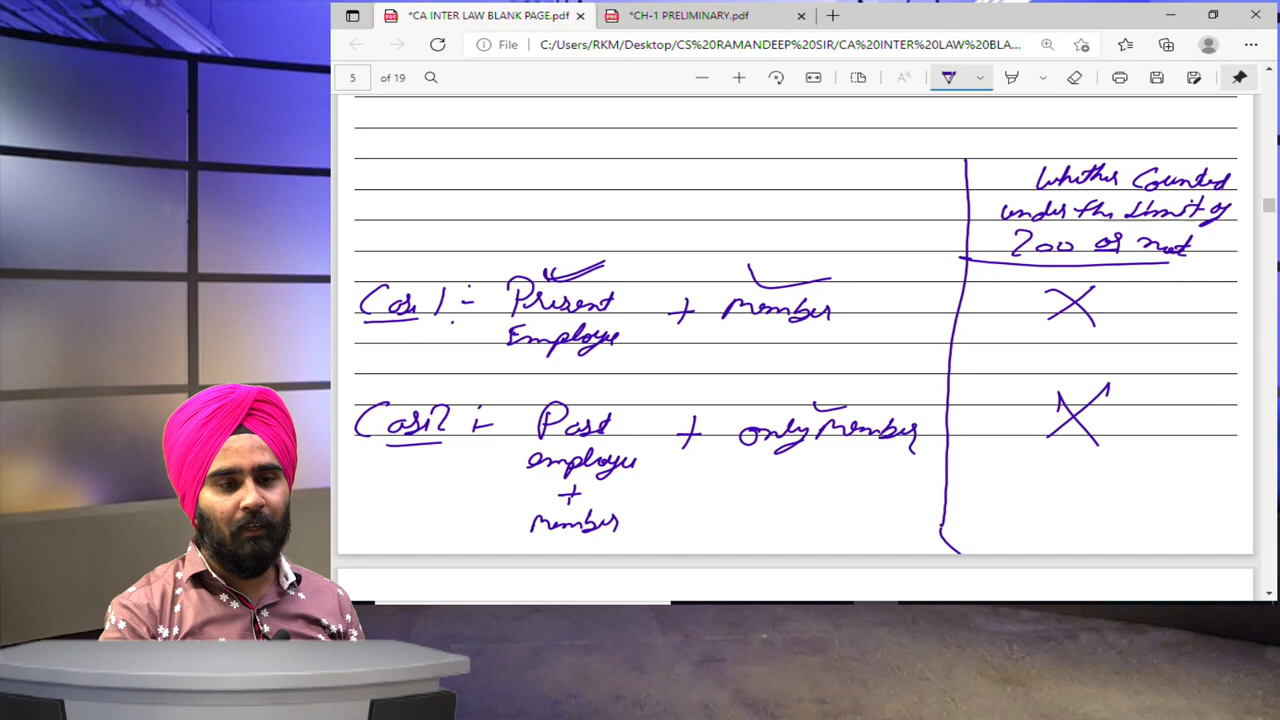 *CA INTER LAW BLANK PAGE.pdf
*CH-1 PRELIMINARY.pdf
File
C:/Users/RKM/Desktop/CS%20RAMANDEEP%20SIR/CA%20INTER%20LAW%20BLA...
5 of 19
Whether Counted
under the Limit of
200 or not
Case 1:- Present + Member X
Employee
Case 2:- Past + only Member X
employee
+
Member